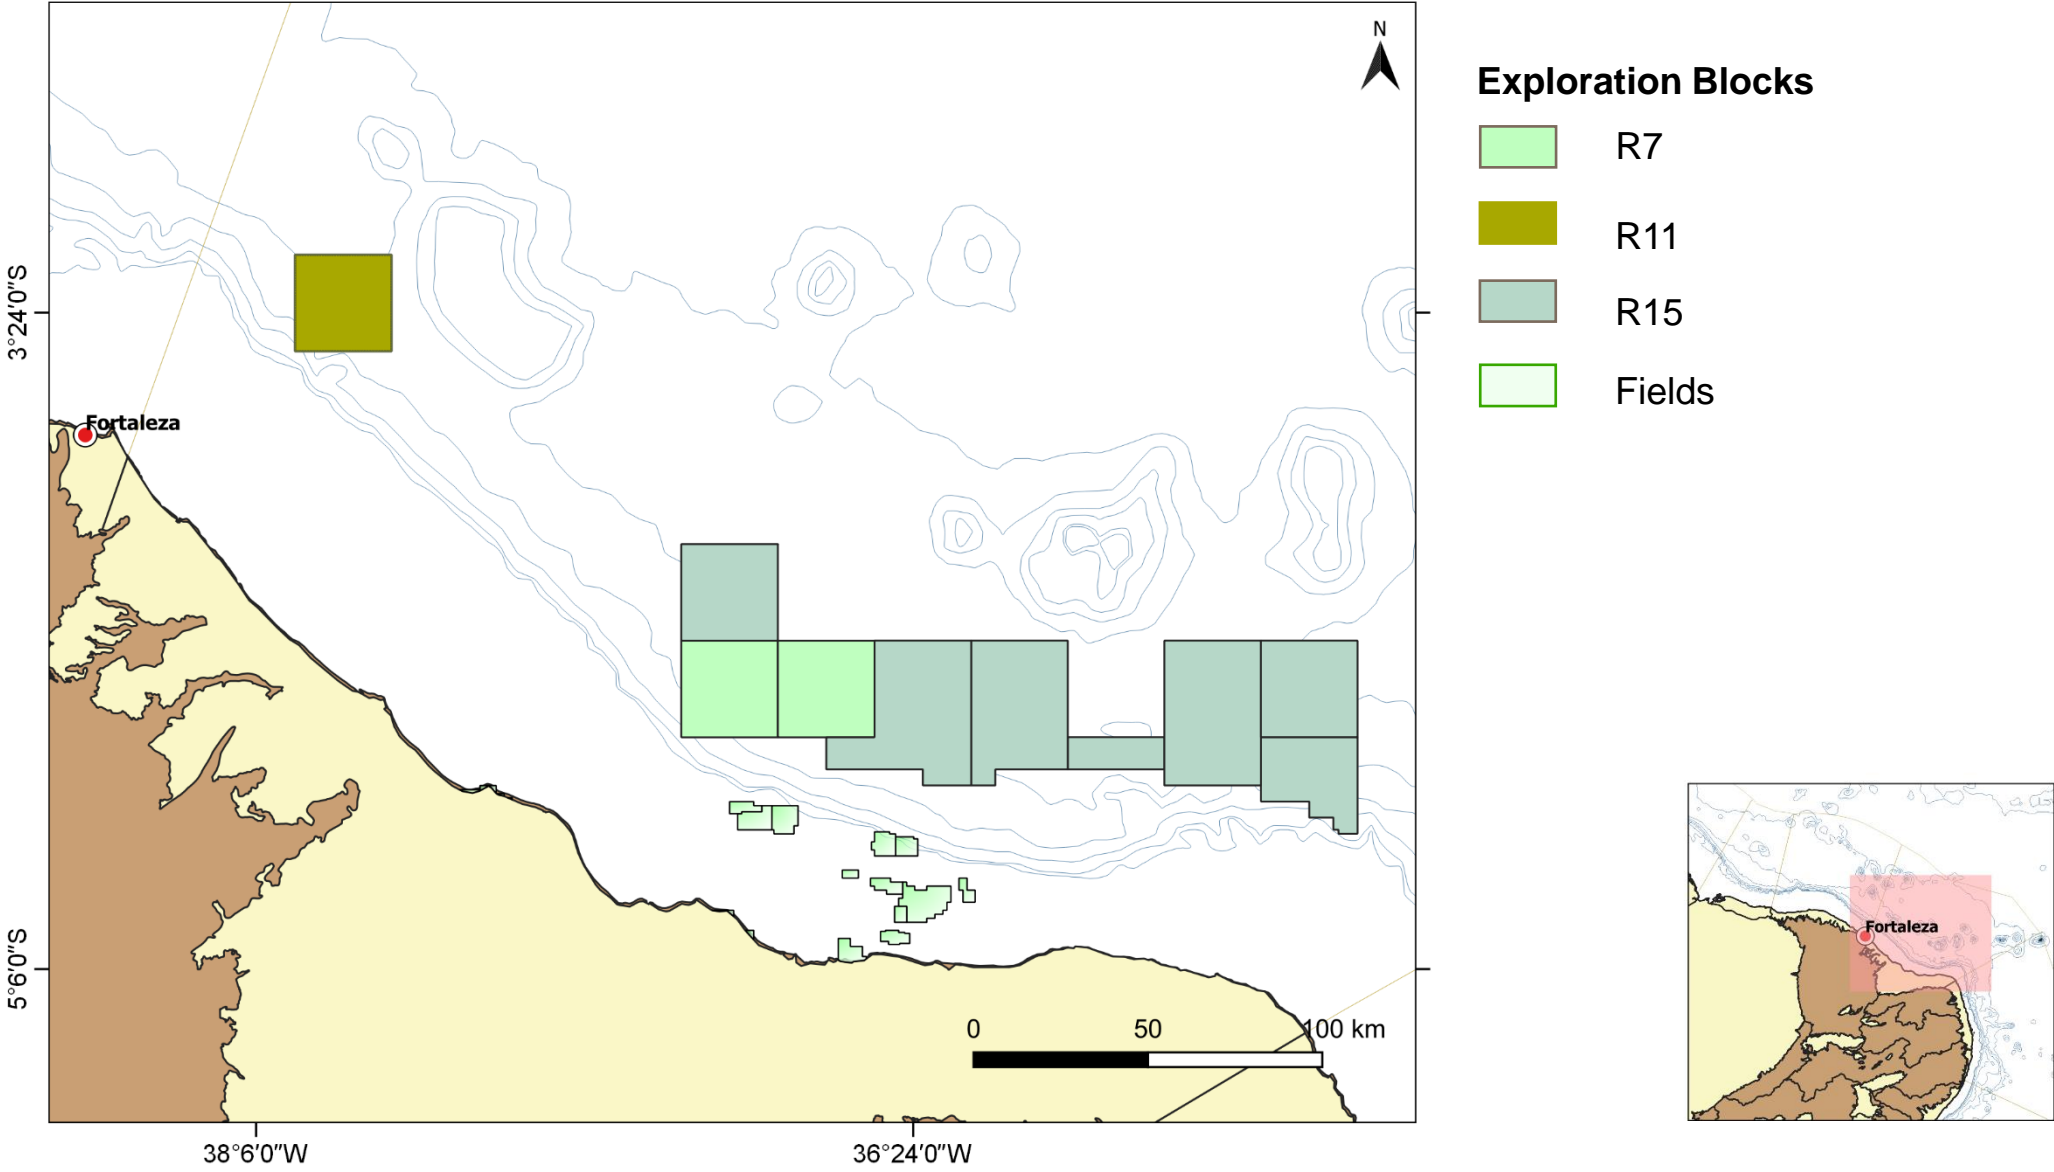 N
Exploration Blocks
R7
R11
R15
Fields
3°24'0"S
Fortaleza
5°6'0"S
0 50 100 km
38°6'0"W 36°24'0"W
Fortaleza